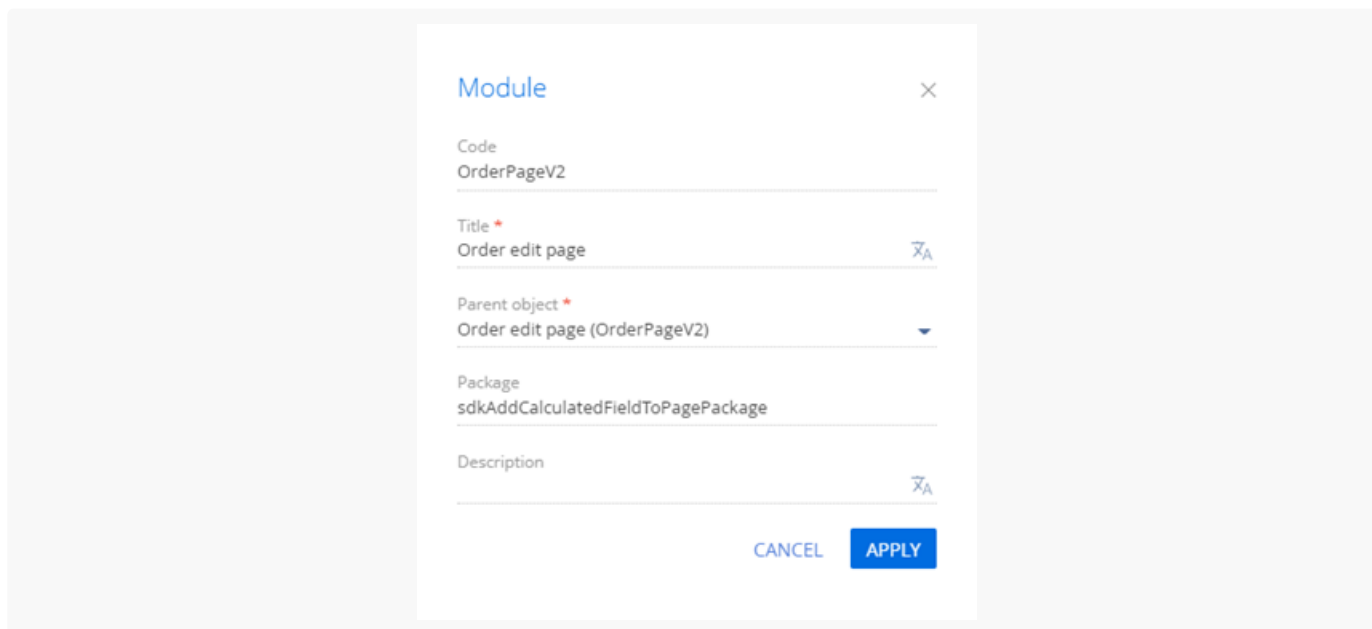 Module
Code
OrderPageV2
Title *
Order edit page
Parent object *
Order edit page (OrderPageV2)
Package
sdkAddCalculatedFieldToPagePackage
Description
CANCEL APPLY